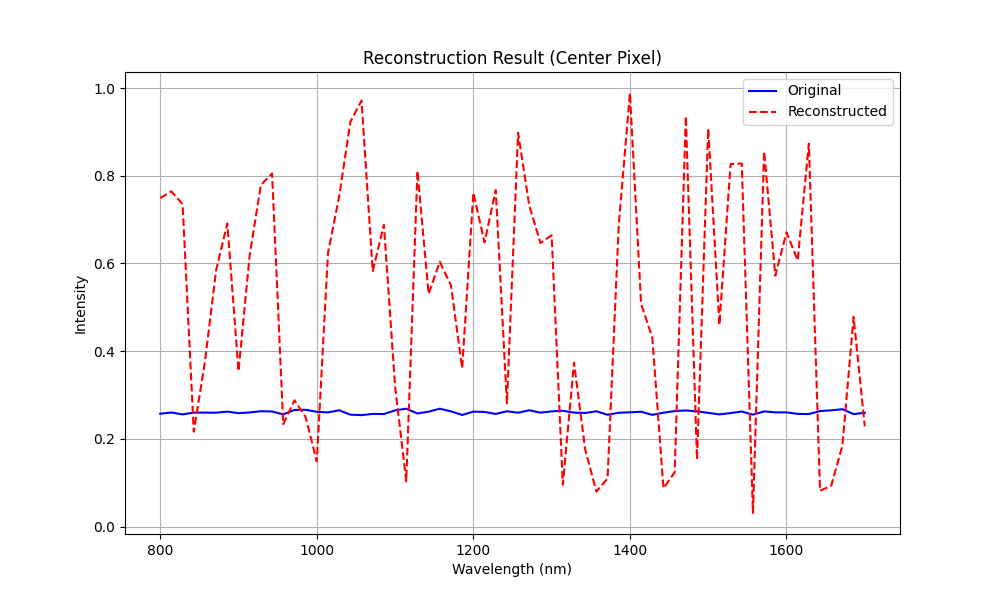 Reconstruction Result (Center Pixel)
Original
Reconstructed
Intensity
1.0
0.8
0.6
0.4
0.2
0.0
800 1000 1200 1400 1600
Wavelength (nm)